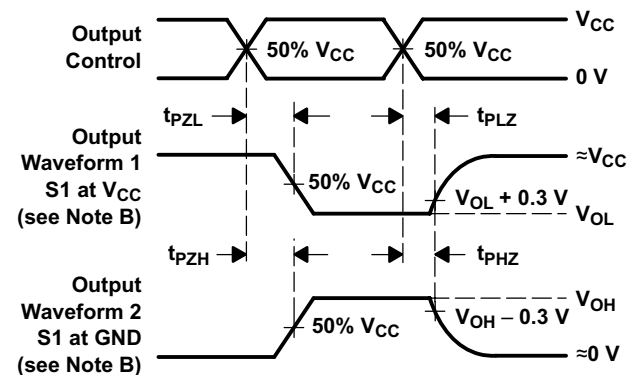 Output
Control
50% VCC
50% VCC
VCC
0 V
tPZL
tPLZ
Output
Waveform 1
S1 at VCC
(see Note B)
50% VCC
VOL + 0.3 V
≈VCC
VOL
tPZH
tPHZ
Output
Waveform 2
S1 at GND
(see Note B)
50% VCC
VOH
VOH − 0.3 V
≈0 V